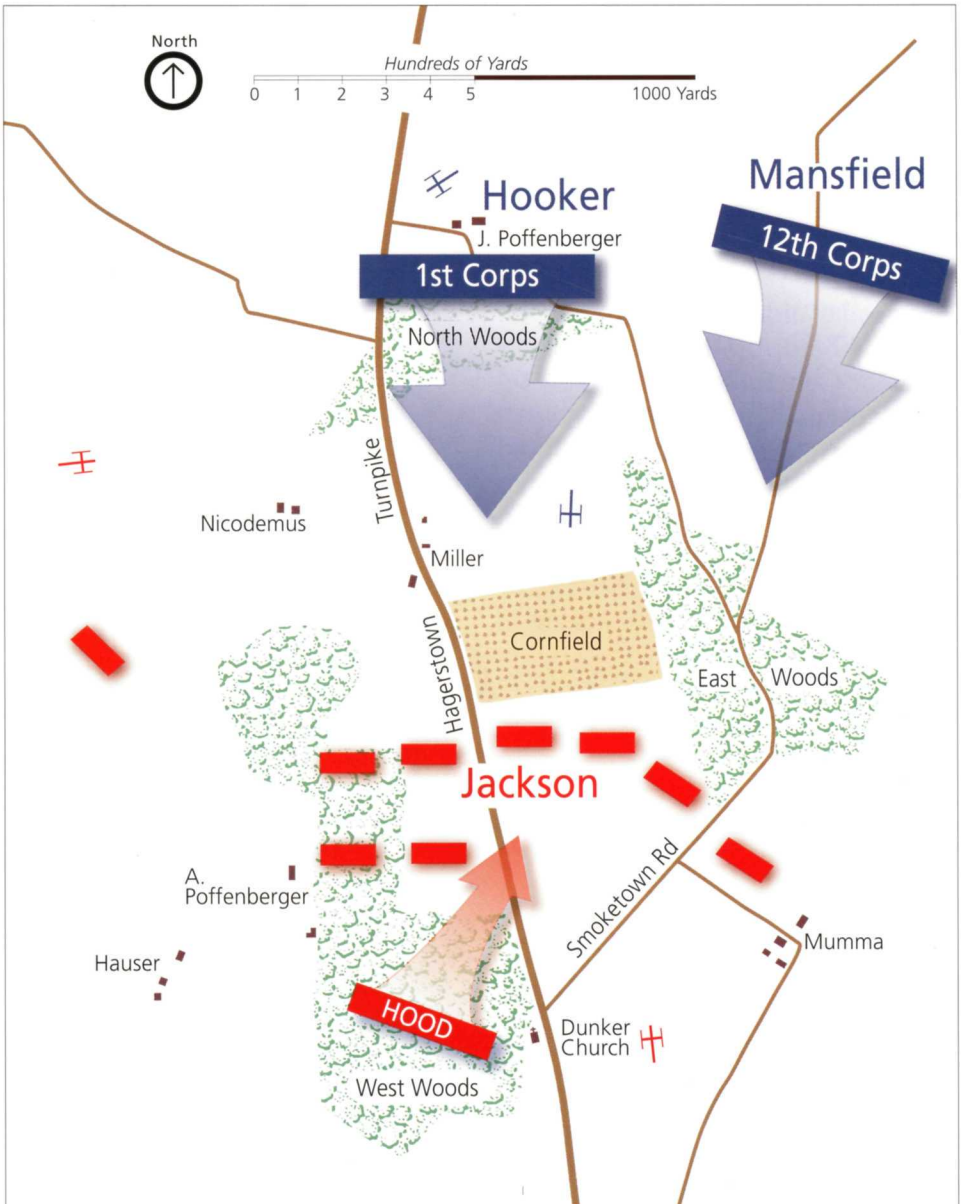 North
Hundreds of Yards
0 1 2 3 4 5 1000 Yards
Hooker
Mansfield
J. Poffenberger
1st Corps
12th Corps
North Woods
Turnpike
Nicodemus
Miller
Hagerstown
Cornfield
East Woods
Jackson
A.
Poffenberger
Smoketown Rd
Mumma
Hauser
HOOD
Dunker
Church
West Woods